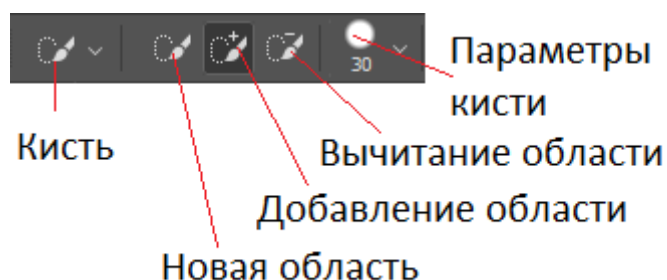 30
Параметры
кисти
Кисть
Вычитание области
Добавление области
Новая область